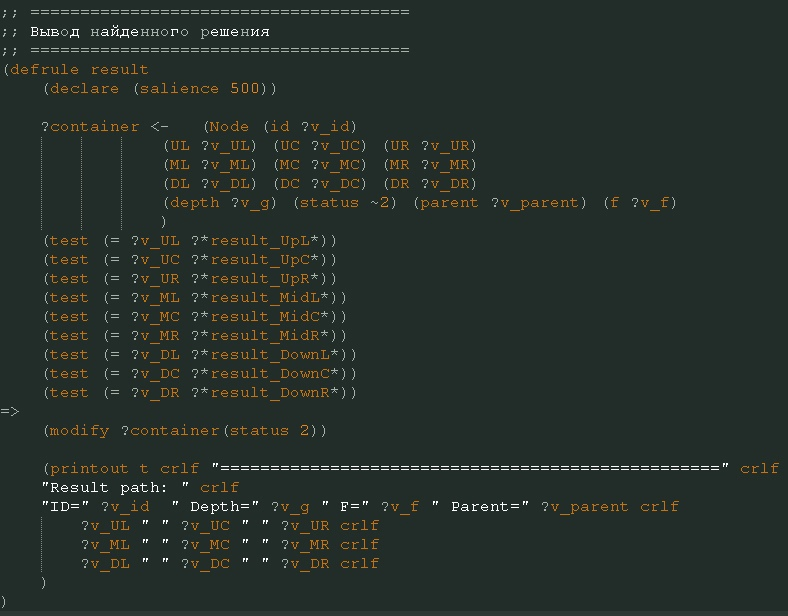 ;; ======================================
;; Вывод найденного решения
;; ======================================
(defrule result
    (declare (salience 500))

    ?container <-   (Node (id ?v_id)
                (UL ?v_UL) (UC ?v_UC) (UR ?v_UR)
                (ML ?v_ML) (MC ?v_MC) (MR ?v_MR)
                (DL ?v_DL) (DC ?v_DC) (DR ?v_DR)
                (depth ?v_g) (status ~2) (parent ?v_parent) (f ?v_f)
                )
    (test (= ?v_UL ?*result_UpL*))
    (test (= ?v_UC ?*result_UpC*))
    (test (= ?v_UR ?*result_UpR*))
    (test (= ?v_ML ?*result_MidL*))
    (test (= ?v_MC ?*result_MidC*))
    (test (= ?v_MR ?*result_MidR*))
    (test (= ?v_DL ?*result_DownL*))
    (test (= ?v_DC ?*result_DownC*))
    (test (= ?v_DR ?*result_DownR*))
=>
    (modify ?container(status 2))

    (printout t crlf "==================================================" crlf
    "Result path: " crlf
    "ID=" ?v_id  " Depth=" ?v_g " F=" ?v_f " Parent=" ?v_parent crlf
        ?v_UL " " ?v_UC " " ?v_UR crlf
        ?v_ML " " ?v_MC " " ?v_MR crlf
        ?v_DL " " ?v_DC " " ?v_DR crlf
    )
)